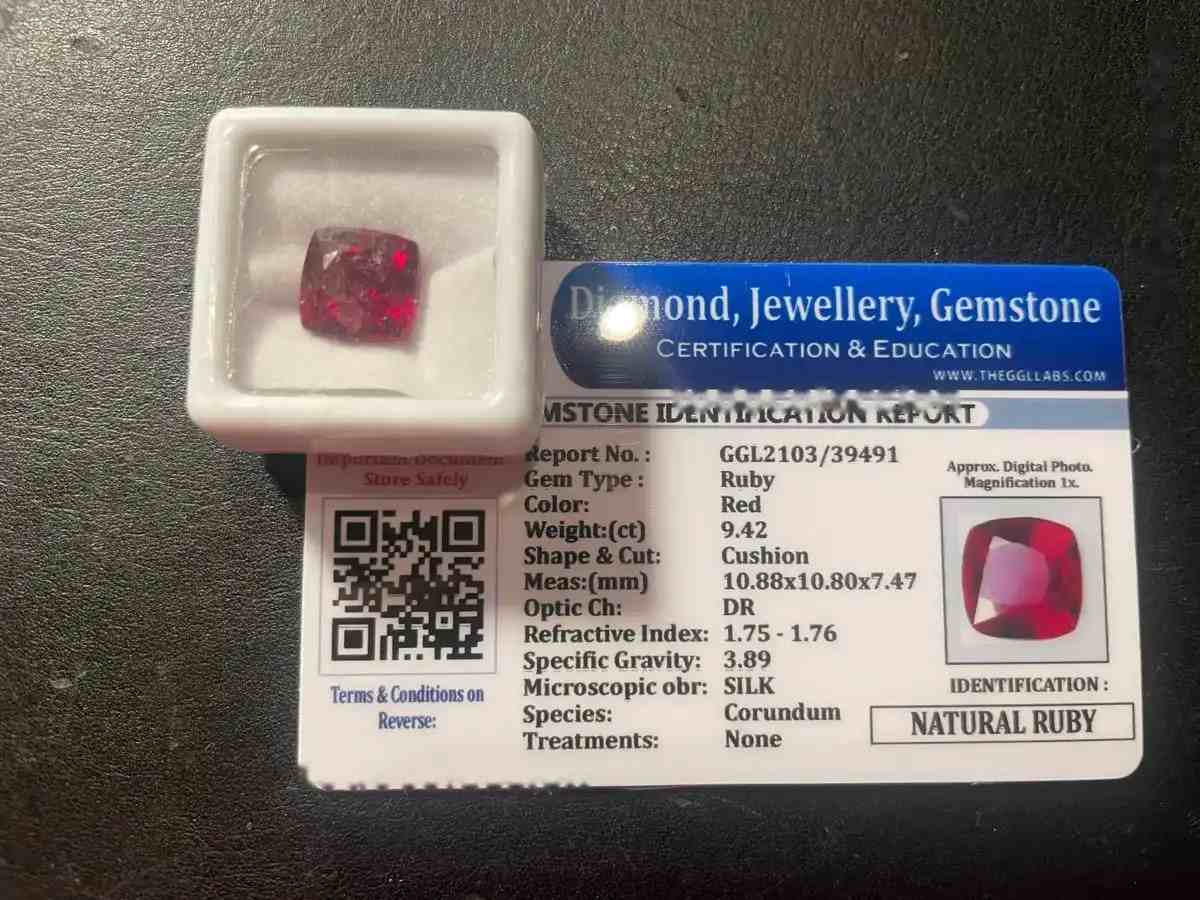 Diamond, Jewellery, Gemstone
CERTIFICATION & EDUCATION
WWW.THEGGLLABS.COM
IDENTIFICATION REPORT
Important Document
Store Safely
Terms & Conditions on
Reverse:
Report No. : GGL2103/39491
Gem Type : Ruby
Color: Red
Weight:(ct) 9.42
Shape & Cut: Cushion
Meas:(mm) 10.88x10.80x7.47
Optic Ch: DR
Refractive Index: 1.75 - 1.76
Specific Gravity: 3.89
Microscopic obr: SILK
Species: Corundum
Treatments: None
Approx. Digital Photo.
Magnification 1x.
IDENTIFICATION :
NATURAL RUBY